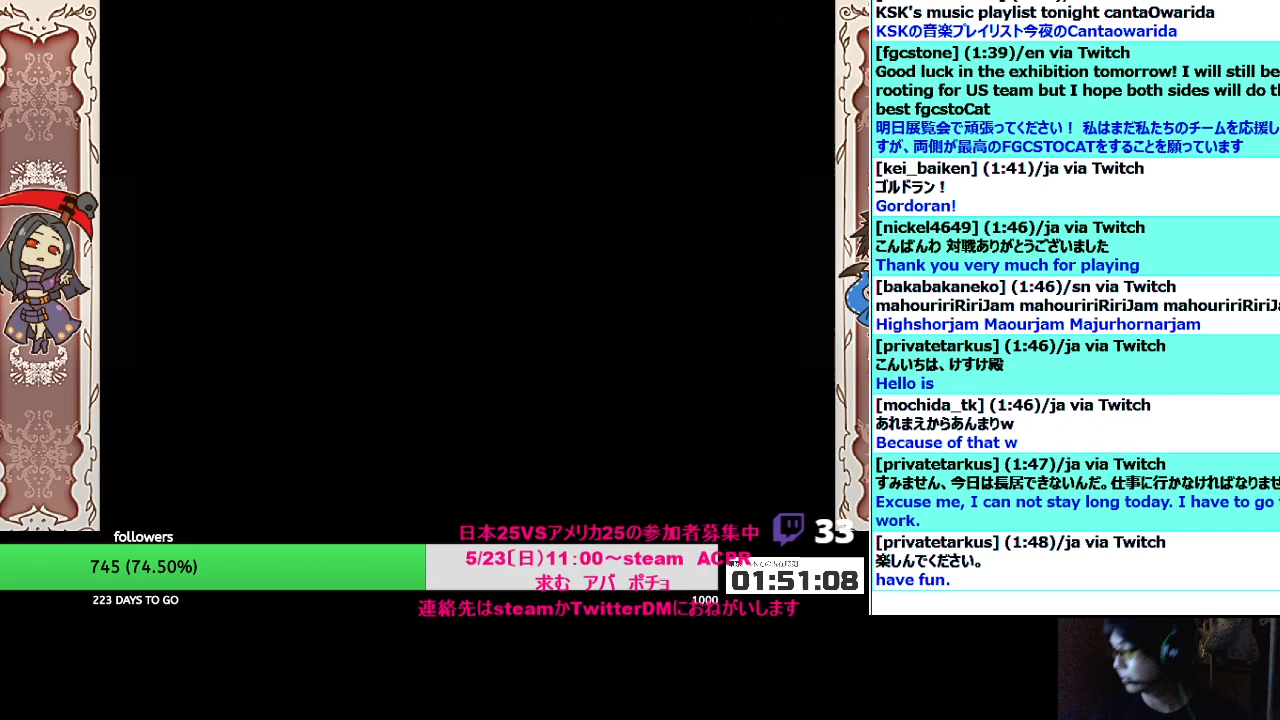 KSK's music playlist tonight cantaOwarida
KSKの音楽プレイリスト今夜のCantaowarida
[fgcstone] (1:39)/en via Twitch
Good luck in the exhibition tomorrow! I will still be
rooting for US team but I hope both sides will do th
best fgcstoCat
明日展覧会で頑張ってください！ 私はまだ私たちのチームを応援し
すが、両側が最高のFGCSTOCATをすることを願っています
[kei_baiken] (1:41)/ja via Twitch
ゴルドラン！
Gordoran!
[nickel4649] (1:46)/ja via Twitch
こんばんわ 対戦ありがとうございました
Thank you very much for playing
[bakabakaneko] (1:46)/sn via Twitch
mahouririRiriJam mahouririRiriJam mahouririRiriJa
Highshorjam Maourjam Majurhornarjam
[privatetarkus] (1:46)/ja via Twitch
こんいちは、けすけ殿
Hello is
[mochida_tk] (1:46)/ja via Twitch
あれまえからあんまりw
Because of that w
[privatetarkus] (1:47)/ja via Twitch
すみません、今日は長居できないんだ。仕事に行かなければなりませ
Excuse me, I can not stay long today. I have to go
work.
[privatetarkus] (1:48)/ja via Twitch
楽しんでください。
have fun.
followers
745 (74.50%)
223 DAYS TO GO
1000
日本25VSアメリカ25の参加者募集中
5/23〔日〕11：00～steam ACPR
求む アバ ポチョ
連絡先はsteamかTwitterDMにおねがいします
33
01:51:08